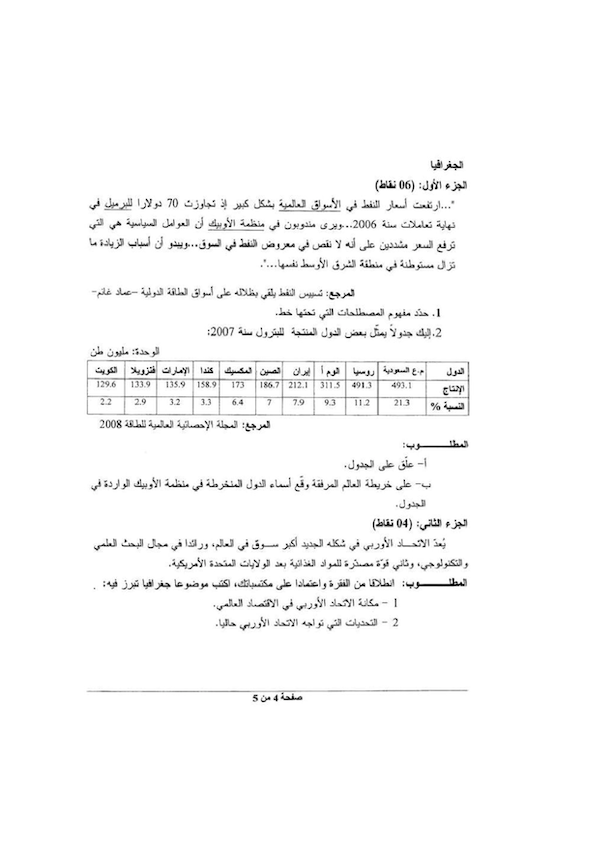 الجغرافيا
الجزء الأول: (06 نقاط)
"...ارتفعت أسعار النفط في الأسواق العالمية بشكل كبير إذ تجاوزت 70 دولارا للبرميل في
نهاية تعاملات سنة 2006...ويرى مندوبون في منظمة الأوبيك أن العوامل السياسية هي التي
ترفع السعر مشددين على أنه لا نقص في معروض النفط في السوق...ويبدو أن أسباب الزيادة ما
تزال مستوطنة في منطقة الشرق الأوسط نفسها...".
المرجع: تسييس النفط يلقي بظلاله على أسواق الطاقة الدولية –عماد غانم–
1. حدّد مفهوم المصطلحات التي تحتها خط.
2.إليك جدولاً يمثّل بعض الدول المنتجة للبترول سنة 2007:
الوحدة: مليون طن
الدول م.ع السعودية روسيا الوم أ إيران الصين المكسيك كندا الإمارات فنزويلا الكويت
الإنتاج 493.1 491.3 311.5 212.1 186.7 173 158.9 135.9 133.9 129.6
النسبة % 21.3 11.2 9.3 7.9 7 6.4 3.3 3.2 2.9 2.2
المرجع: المجلة الإحصائية العالمية للطاقة 2008
المطلــــــوب:
أ– علّق على الجدول.
ب– على خريطة العالم المرفقة وقّع أسماء الدول المنخرطة في منظمة الأوبيك الواردة في
الجدول.
الجزء الثاني: (04 نقاط)
يُعدّ الاتحـــاد الأوربي في شكله الجديد أكبر ســوق في العالم، ورائدا في مجال البحث العلمي
والتكنولوجي، وثاني قوّة مصدّرة للمواد الغذائية بعد الولايات المتحدة الأمريكية.
المطلــــــوب: انطلاقا من الفقرة واعتمادا على مكتسباتك، اكتب موضوعا جغرافيا تبرز فيه:
1 – مكانة الاتحاد الأوربي في الاقتصاد العالمي.
2 – التحديات التي تواجه الاتحاد الأوربي حاليا.
صفحة 4 من 5